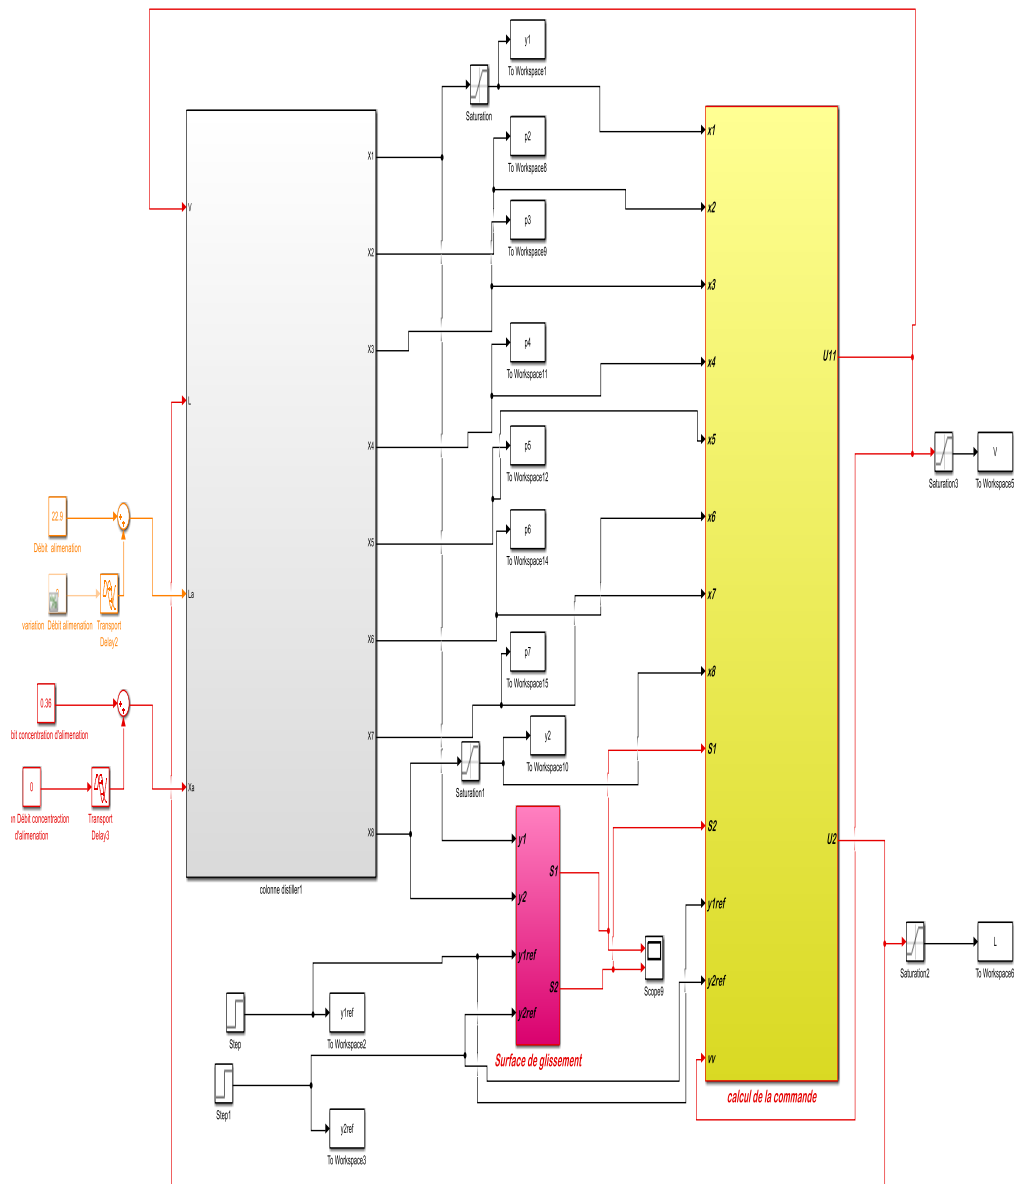 y1
To Workspace1
Saturation
p2
To Workspace8
p3
To Workspace9
p4
To Workspace11
p5
To Workspace12
p6
To Workspace14
p7
To Workspace15
y2
To Workspace10
Saturation1
V
L
La
Xa
X1
X2
X3
X4
X5
X6
X7
X8
colonne distiller1
22.9
Débit alimenation
variation Débit alimenation
Transport
Delay2
0.36
bit concentration d'alimenation
0
n Débit concentraction
d'alimenation
Transport
Delay3
x1
x2
x3
x4
x5
x6
x7
x8
S1
S2
y1ref
y2ref
vv
U11
U2
calcul de la commande
Saturation3
V
To Workspace5
Saturation2
L
To Workspace6
y1
y2
y1ref
y2ref
S1
S2
Surface de glissement
Scope9
Step
y1ref
To Workspace2
Step1
y2ref
To Workspace3